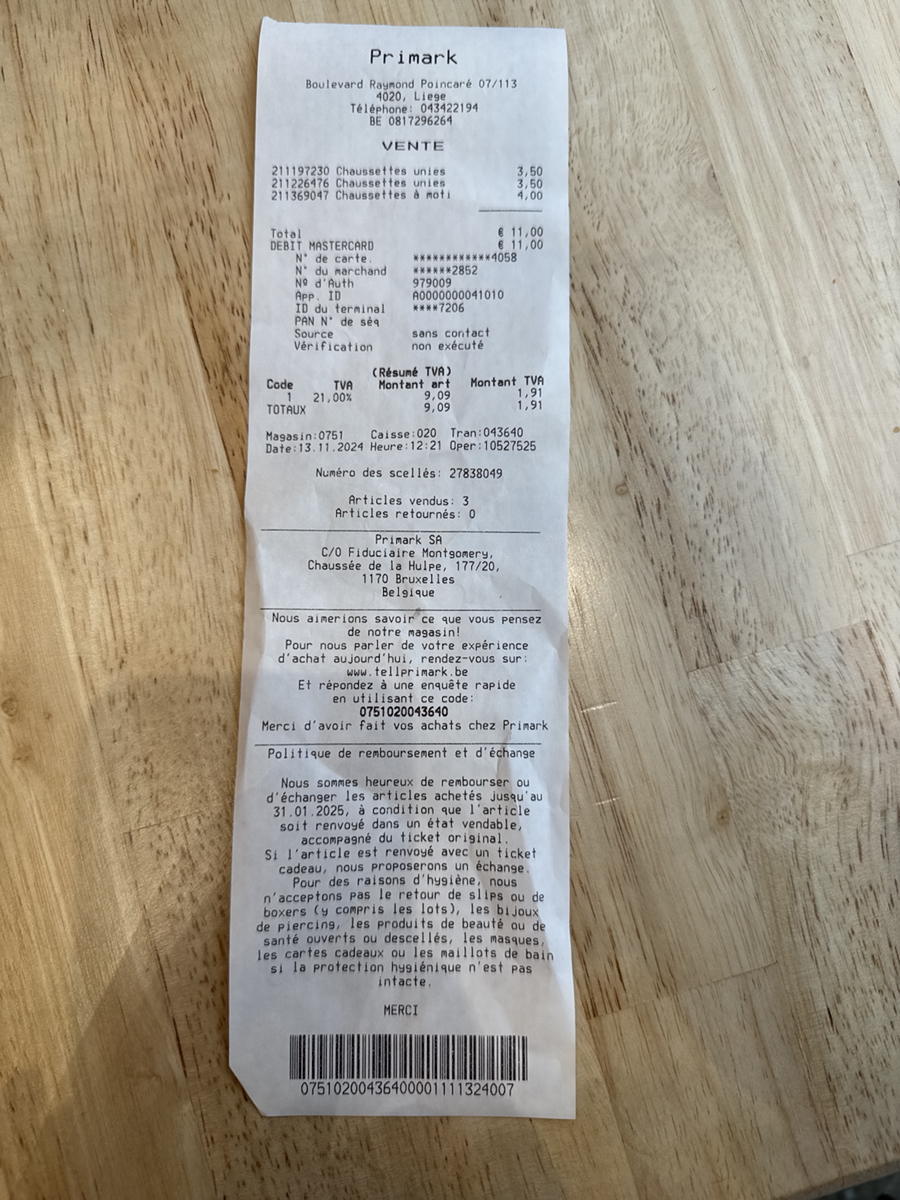 Primark
Boulevard Raymond Poincaré 07/113
4020, Liege
Téléphone: 043422194
BE 0817296264
VENTE
211197230 Chaussettes unies 3,50
211226476 Chaussettes unies 3,50
211369047 Chaussettes à moti 4,00
Total € 11,00
DEBIT MASTERCARD € 11,00
N° de carte. ************4058
N° du marchand ******2852
Nº d'Auth 979009
App. ID A0000000041010
ID du terminal ****7206
PAN N° de séq
Source sans contact
Vérification non exécuté
(Résumé TVA)
Code TVA Montant art Montant TVA
1 21,00% 9,09 1,91
TOTAUX 9,09 1,91
Magasin:0751 Caisse:020 Tran:043640
Date:13.11.2024 Heure:12:21 Oper:10527525
Numéro des scellés: 27838049
Articles vendus: 3
Articles retournés: 0
Primark SA
C/O Fiduciaire Montgomery,
Chaussée de la Hulpe, 177/20,
1170 Bruxelles
Belgique
Nous aimerions savoir ce que vous pensez
de notre magasin!
Pour nous parler de votre expérience
d'achat aujourd'hui, rendez-vous sur:
www.tellprimark.be
Et répondez à une enquête rapide
en utilisant ce code:
0751020043640
Merci d'avoir fait vos achats chez Primark
Politique de remboursement et d'échange
Nous sommes heureux de rembourser ou
d'échanger les articles achetés jusqu'au
31.01.2025, à condition que l'article
soit renvoyé dans un état vendable,
accompagné du ticket original.
Si l'article est renvoyé avec un ticket
cadeau, nous proposerons un échange.
Pour des raisons d'hygiène, nous
n'acceptons pas le retour de slips ou de
boxers (y compris les lots), les bijoux
de piercing, les produits de beauté ou de
santé ouverts ou descellés, les masques,
les cartes cadeaux ou les maillots de bain
si la protection hygiénique n'est pas
intacte.
MERCI
07510200436400001111324007